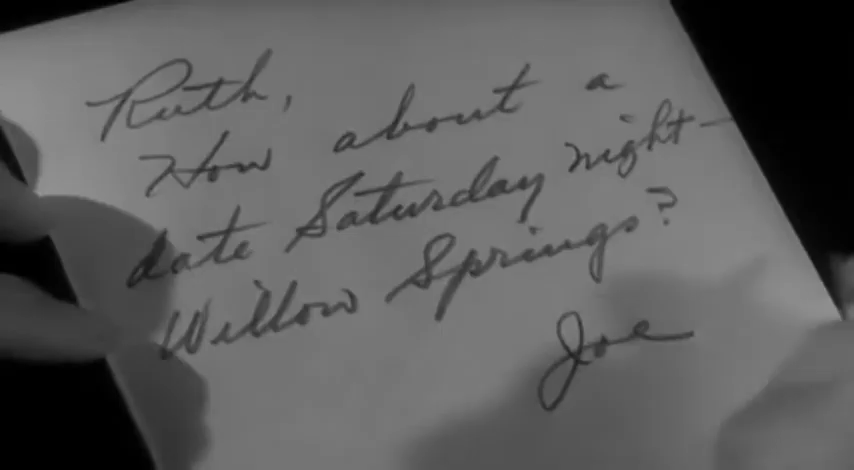 Ruth,
How about a
date Saturday night-
Willow Springs?
Joe